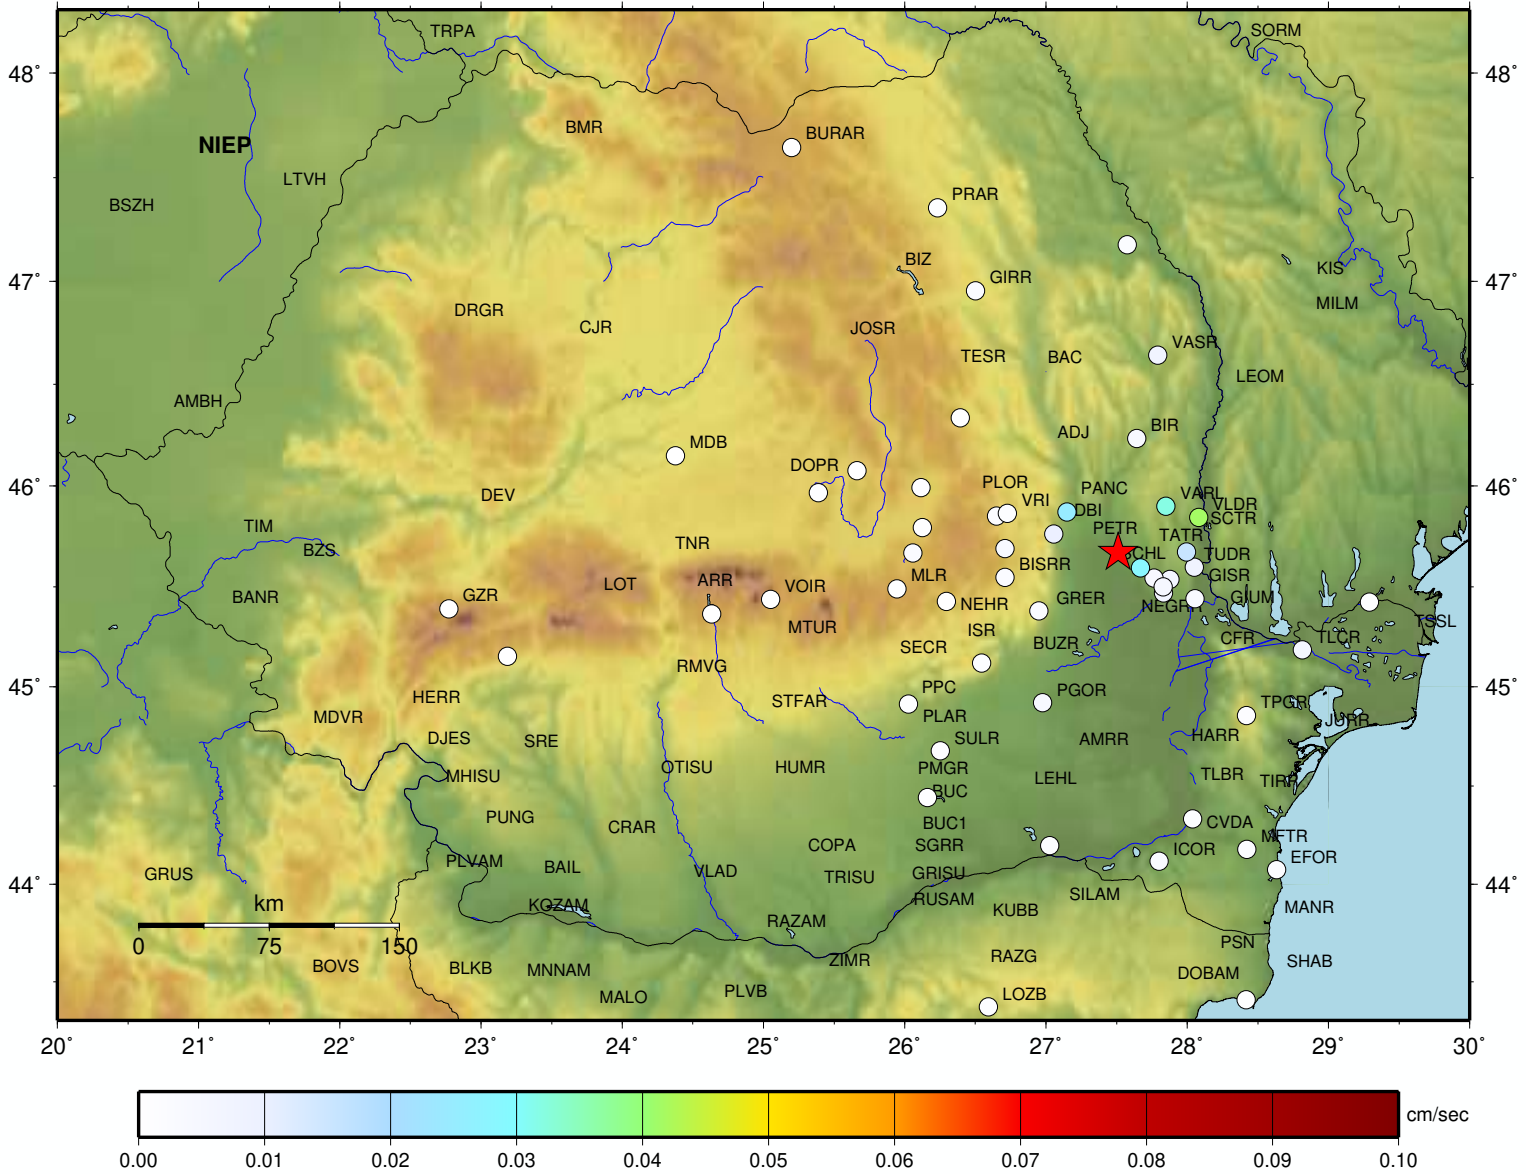 TRPA
SORM
48˚
48˚
BMR
BURAR
NIEP
LTVH
BSZH
PRAR
BIZ
KIS
47˚
GIRR
47˚
MILM
DRGR
CJR
JOSR
VASR
TESR
BAC
LEOM
AMBH
BIR
ADJ
MDB
DOPR
46˚
DEV
PLOR
PANC
VARL
46˚
VRI
VLDR
DBI
SCTR
TIM
PETR
TATR
BZS
TNR
SCHL
TUDR
BISRR
MLR
GISR
LOT
ARR
VOIR
BANR
GZR
NEHR
GRER
NEGRR
GIUM
TSSL
MTUR
ISR
CFR
TLCR
SECR
BUZR
RMVG
45˚
PPC
PGOR
45˚
HERR
STFAR
TPGR
MDVR
PLAR
JURR
DJES
SRE
SULR
AMRR
HARR
MHISU
OTISU
HUMR
PMGR
LEHL
TLBR
TIRR
BUC
PUNG
CRAR
BUC1
CVDA
MFTR
COPA
SGRR
ICOR
EFOR
PLVAM
BAIL
VLAD
TRISU
GRISU
44˚
GRUS
RUSAM
SILAM
44˚
km
KOZAM
KUBB
MANR
0
75
150
RAZAM
PSN
BOVS
BLKB
MNNAM
ZIMR
RAZG
SHAB
DOBAM
MALO
PLVB
LOZB
20˚ 21˚ 22˚ 23˚ 24˚ 25˚ 26˚ 27˚ 28˚ 29˚ 30˚
cm/sec
0.00 0.01 0.02 0.03 0.04 0.05 0.06 0.07 0.08 0.09 0.10